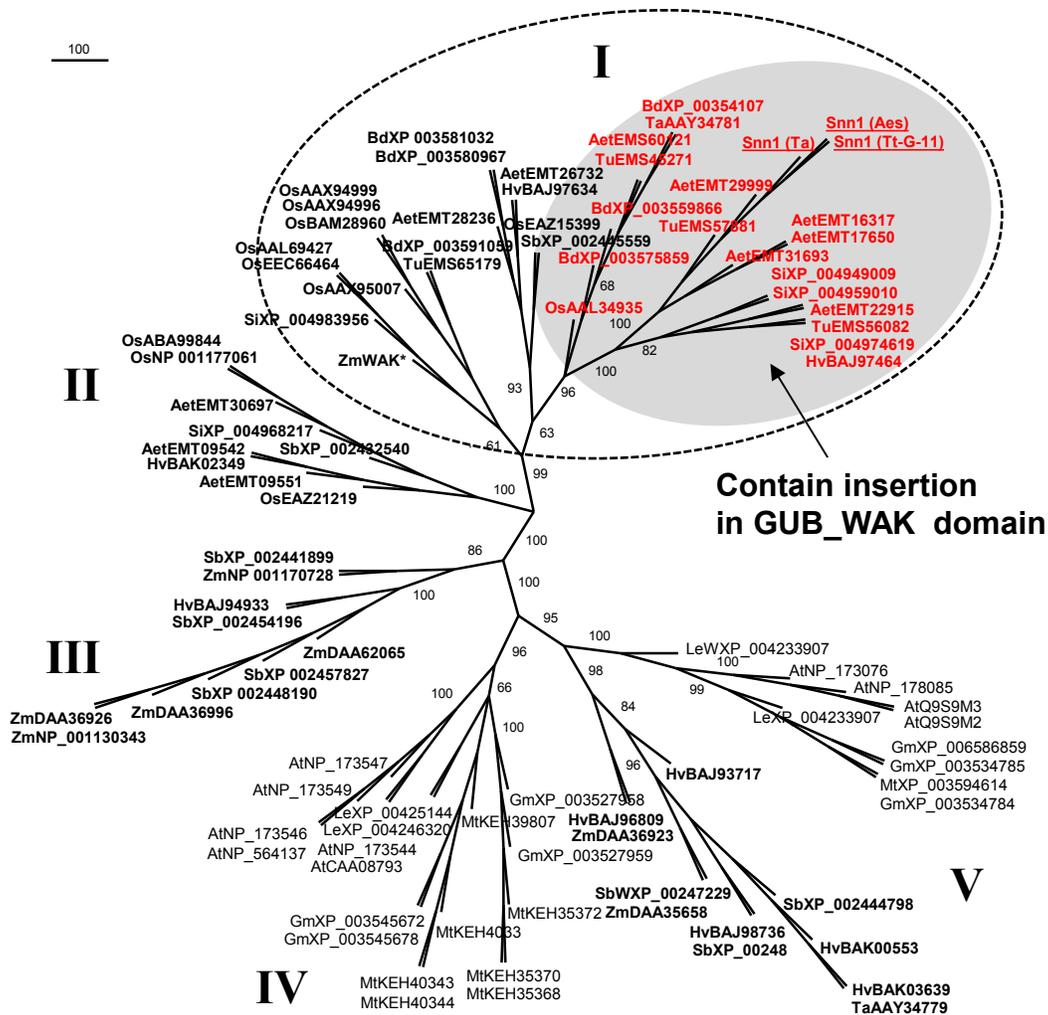 I
100
BdXP_00354107
TaAAY34781
AetEMS60121
TuEMS45271
Snn1 (Aes)
Snn1 (Ta)
Snn1 (Tt-G-11)
BdXP 003581032
BdXP_003580967
AetEMT26732
HvBAJ97634
AetEMT29999
OsAAX94999
OsAAX94996
OsBAM28960
AetEMT28236
OsEAZ15399
BdXP_003559866
TuEMS57881
AetEMT16317
AetEMT17650
OsAAL69427
OsEEC66464
BdXP_003591059
TuEMS65179
SbXP_002445559
BdXP_003575859
AetEMT31693
SiXP_004949009
SiXP_004959010
OsAAX95007
68
OsAAL34935
AetEMT22915
TuEMS56082
SiXP_004983956
100
SiXP_004974619
HvBAJ97464
OsABA99844
OsNP 001177061
ZmWAK*
82
100
II
93
96
AetEMT30697
SiXP_004968217
63
61
AetEMT09542
HvBAK02349
SbXP_002432540
99
AetEMT09551
OsEAZ21219
100
Contain insertion
in GUB_WAK domain
100
86
SbXP_002441899
ZmNP 001170728
100
100
HvBAJ94933
SbXP_002454196
95
III
ZmDAA62065
96
100
LeWXP_004233907
100
AtNP_173076
SbXP 002457827
SbXP 002448190
98
66
99
AtNP_178085
100
ZmDAA36926
ZmNP_001130343
ZmDAA36996
84
AtQ9S9M3
AtQ9S9M2
LeXP_004233907
100
GmXP_006586859
GmXP_003534785
MtXP_003594614
GmXP_003534784
AtNP_173547
96
HvBAJ93717
AtNP_173549
GmXP_003527958
LeXP_00425144
LeXP_004246320
MtKEH39807
HvBAJ96809
ZmDAA36923
AtNP_173546
AtNP_564137
AtNP_173544
AtCAA08793
GmXP_003527959
V
SbWXP_00247229
ZmDAA35658
SbXP_002444798
GmXP_003545672
GmXP_003545678
MtKEH35372
MtKEH4033
HvBAJ98736
SbXP_00248
HvBAK00553
IV
MtKEH40343
MtKEH40344
MtKEH35370
MtKEH35368
HvBAK03639
TaAAY34779